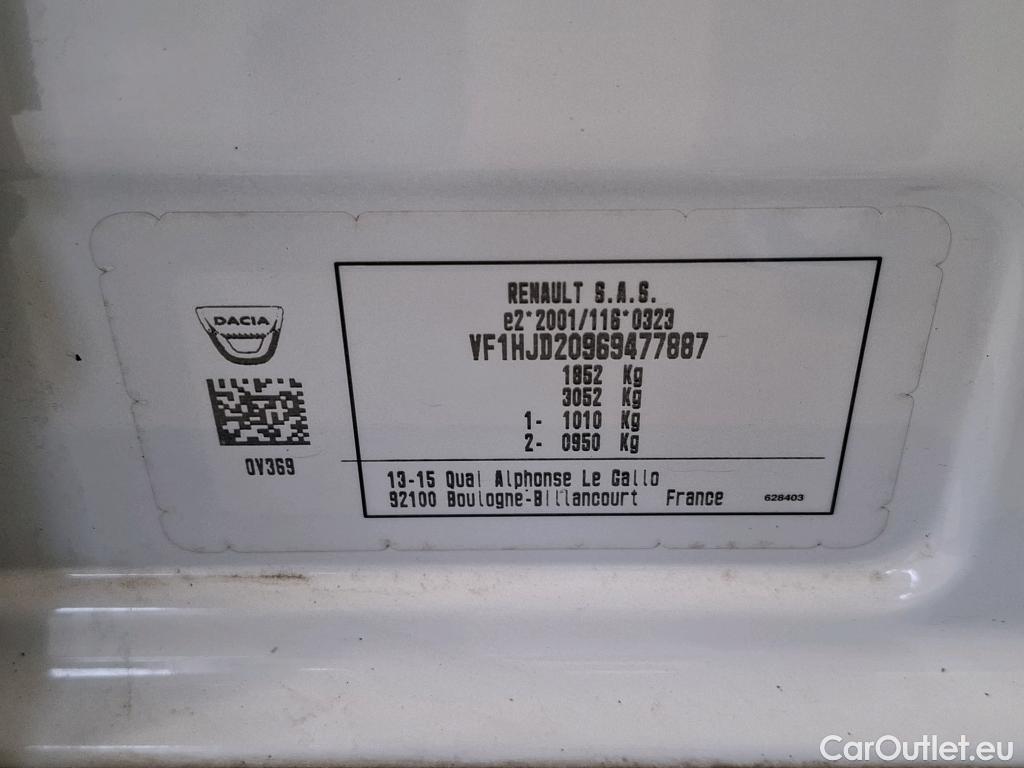 RENAULT S.A.S.
e2*2001/116*0323
VF1HJD20969477887
1852 Kg
3052 Kg
1- 1010 Kg
2- 0950 Kg
DACIA
0V369
13-15 Quai Alphonse Le Gallo
92100 Boulogne-Billancourt France
628403
CarOutlet.eu